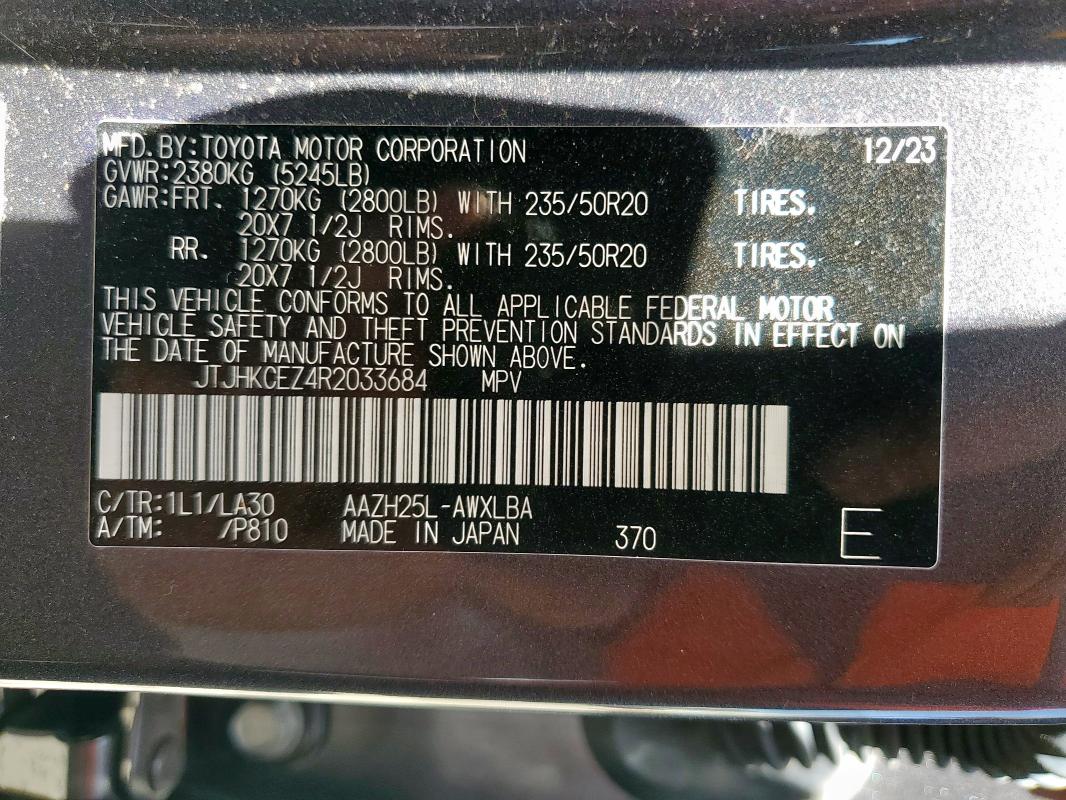 MFD. BY: TOYOTA MOTOR CORPORATION 12/23
GVWR: 2380KG (5245LB)
GAWR: FRT. 1270KG (2800LB) WITH 235/50R20 TIRES.
20X7 1/2J RIMS.
RR. 1270KG (2800LB) WITH 235/50R20 TIRES.
20X7 1/2J RIMS.
THIS VEHICLE CONFORMS TO ALL APPLICABLE FEDERAL MOTOR
VEHICLE SAFETY AND THEFT PREVENTION STANDARDS IN EFFECT ON
THE DATE OF MANUFACTURE SHOWN ABOVE.
JTJHKCEZ4R2033684 MPV
C/TR: 1L1/LA30 AAZH25L-AWXLBA
A/TM: /P810 MADE IN JAPAN 370 E